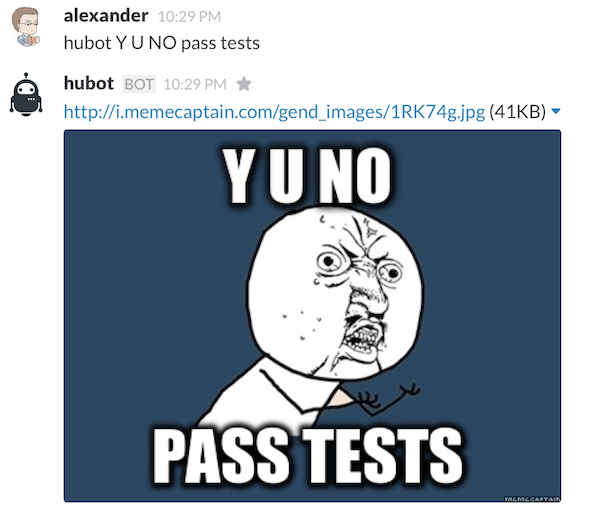 alexander 10:29 PM
hubot Y U NO pass tests
hubot BOT 10:29 PM
http://i.memecaptain.com/gend_images/1RK74g.jpg (41KB)
Y U NO
PASS TESTS
MEMECAPTAIN